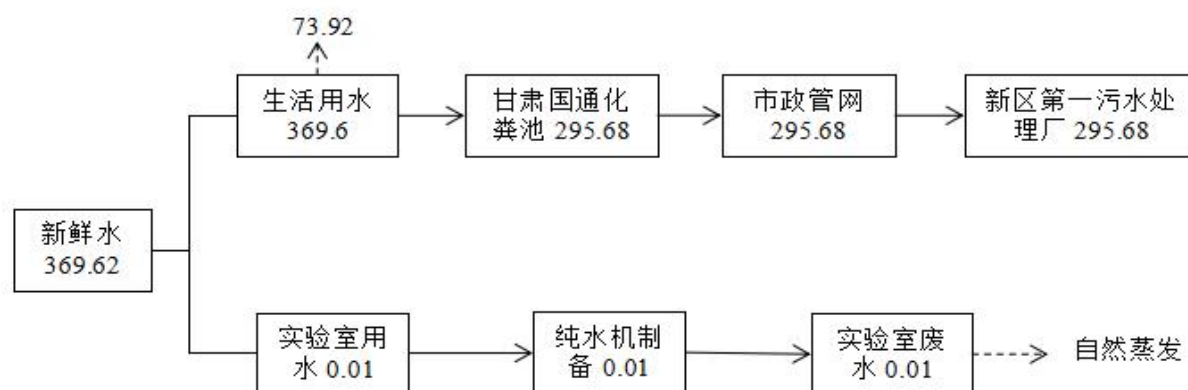 73.92
生活用水
369.6
甘肃国通化
粪池 295.68
市政管网
295.68
新区第一污水处
理厂 295.68
新鲜水
369.62
实验室用
水 0.01
纯水机制
备 0.01
实验室废
水 0.01
自然蒸发